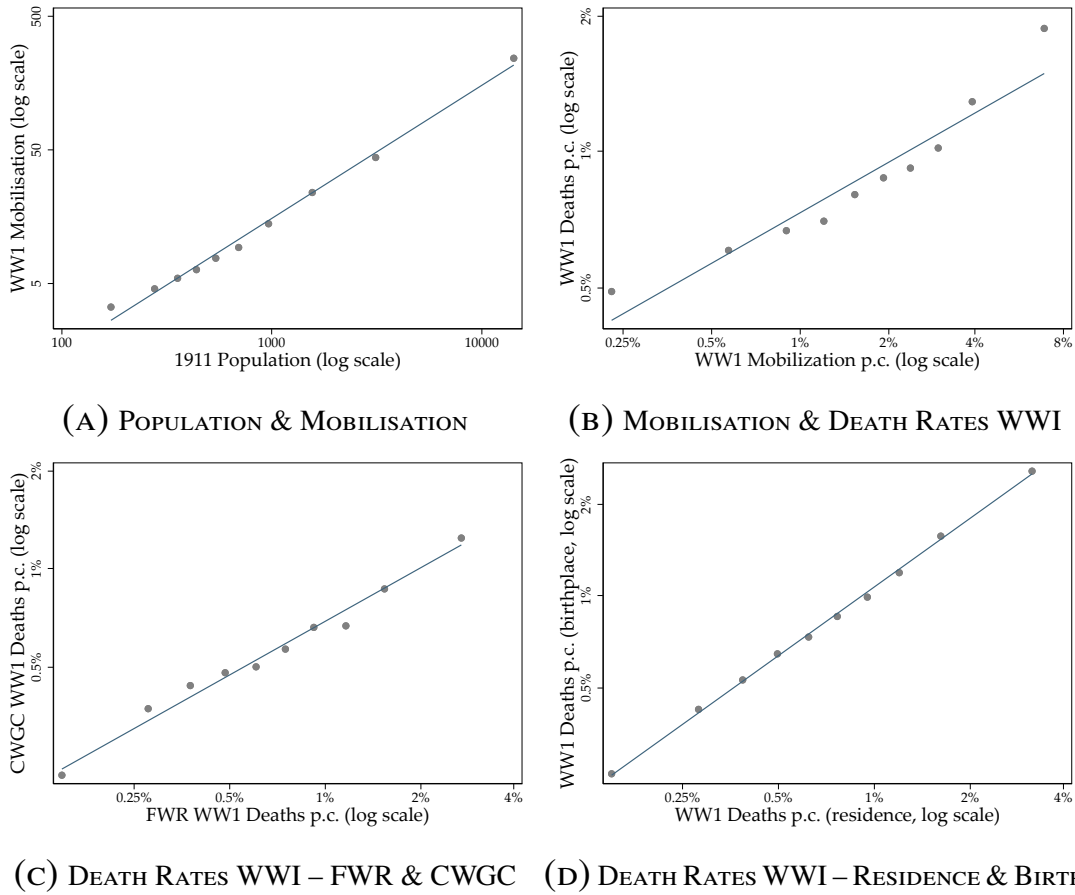 500
50
5
WW1 Mobilisation (log scale)
100
1000
10000
1911 Population (log scale)
(A) Population & Mobilisation
2%
1%
0.5%
WW1 Deaths p.c. (log scale)
0.25%
0.5%
1%
2%
4%
8%
WW1 Mobilization p.c. (log scale)
(B) Mobilisation & Death Rates WWI
2%
1%
0.5%
CWGC WW1 Deaths p.c. (log scale)
0.25%
0.5%
1%
2%
4%
FWR WW1 Deaths p.c. (log scale)
(C) Death Rates WWI – FWR & CWGC
2%
1%
0.5%
WW1 Deaths p.c. (birthplace, log scale)
0.25%
0.5%
1%
2%
4%
WW1 Deaths p.c. (residence, log scale)
(D) Death Rates WWI – Residence & Birt